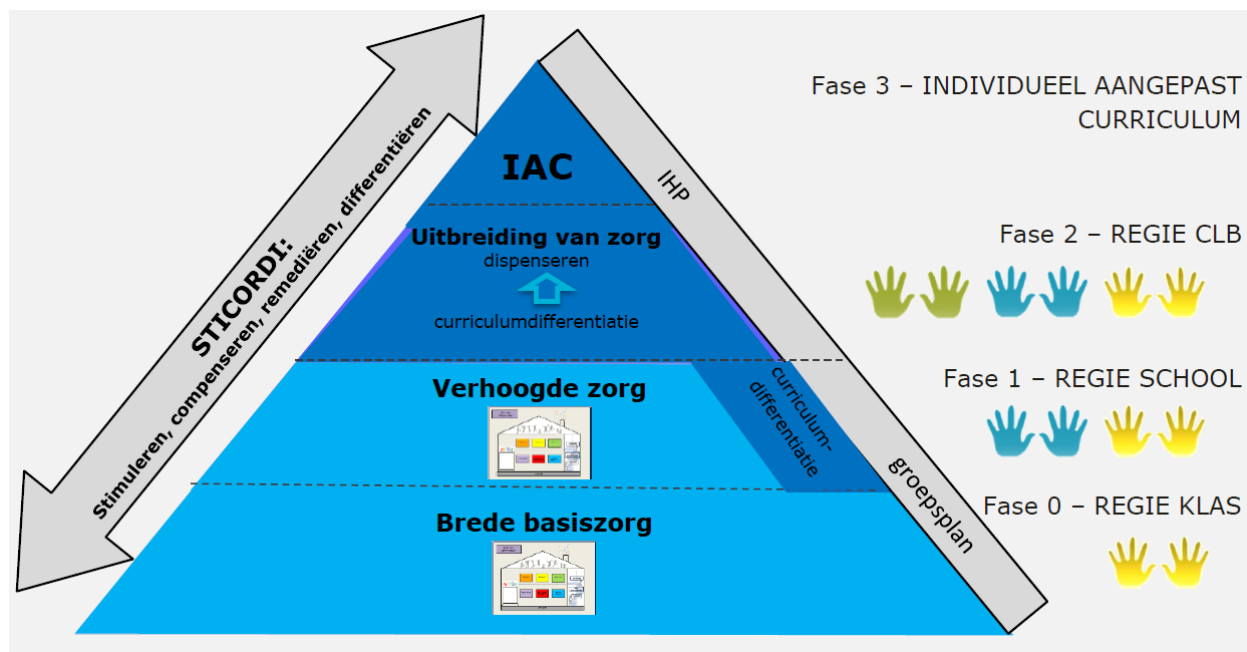 Fase 3 – INDIVIDUEEL AANGEPAST
CURRICULUM
STICORDI:
Stimuleren, compenseren, remediëren, differentiëren
IAC
IHP
Uitbreiding van zorg
dispenseren
curriculumdifferentiatie
Fase 2 – REGIE CLB
Verhoogde zorg
curriculum-
differentiatie
Fase 1 – REGIE SCHOOL
groepsplan
Brede basiszorg
Fase 0 – REGIE KLAS